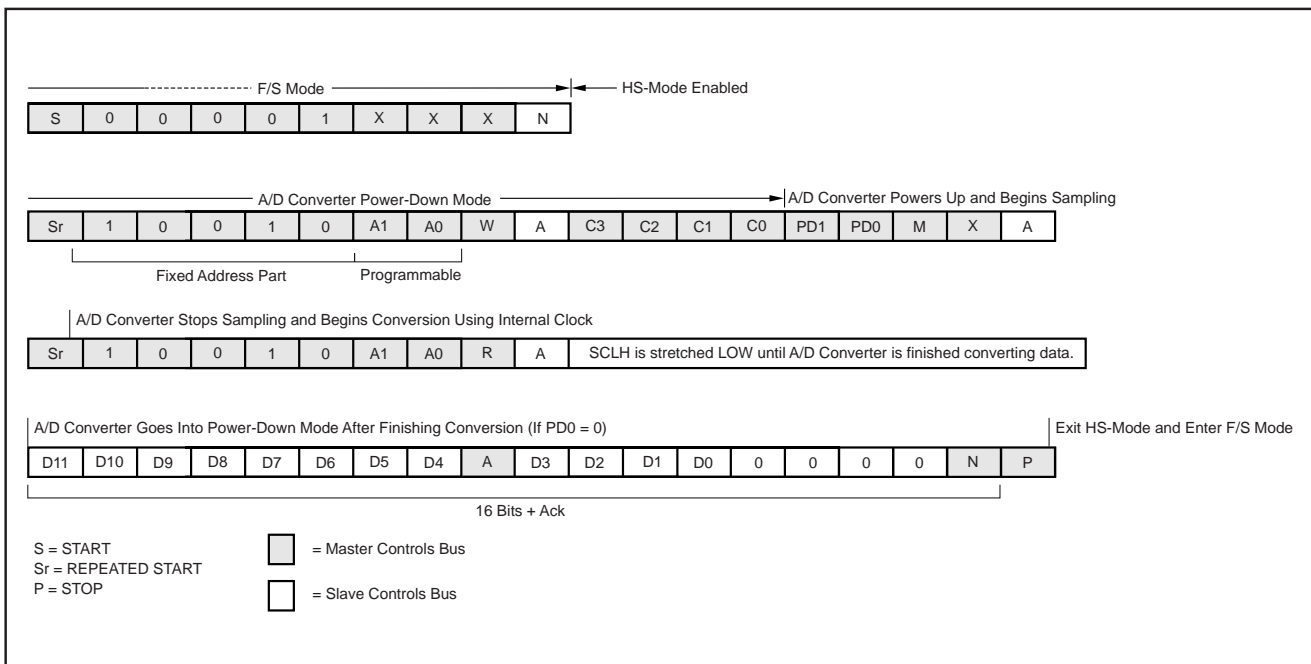 F/S Mode HS-Mode Enabled
S 0 0 0 0 1 X X X N
A/D Converter Power-Down Mode A/D Converter Powers Up and Begins Sampling
Sr 1 0 0 1 0 A1 A0 W A C3 C2 C1 C0 PD1 PD0 M X A
Fixed Address Part Programmable
A/D Converter Stops Sampling and Begins Conversion Using Internal Clock
Sr 1 0 0 1 0 A1 A0 R A SCLH is stretched LOW until A/D Converter is finished converting data.
A/D Converter Goes Into Power-Down Mode After Finishing Conversion (If PD0 = 0) Exit HS-Mode and Enter F/S Mode
D11 D10 D9 D8 D7 D6 D5 D4 A D3 D2 D1 D0 0 0 0 0 N P
16 Bits + Ack
S = START
Sr = REPEATED START
P = STOP
= Master Controls Bus
= Slave Controls Bus